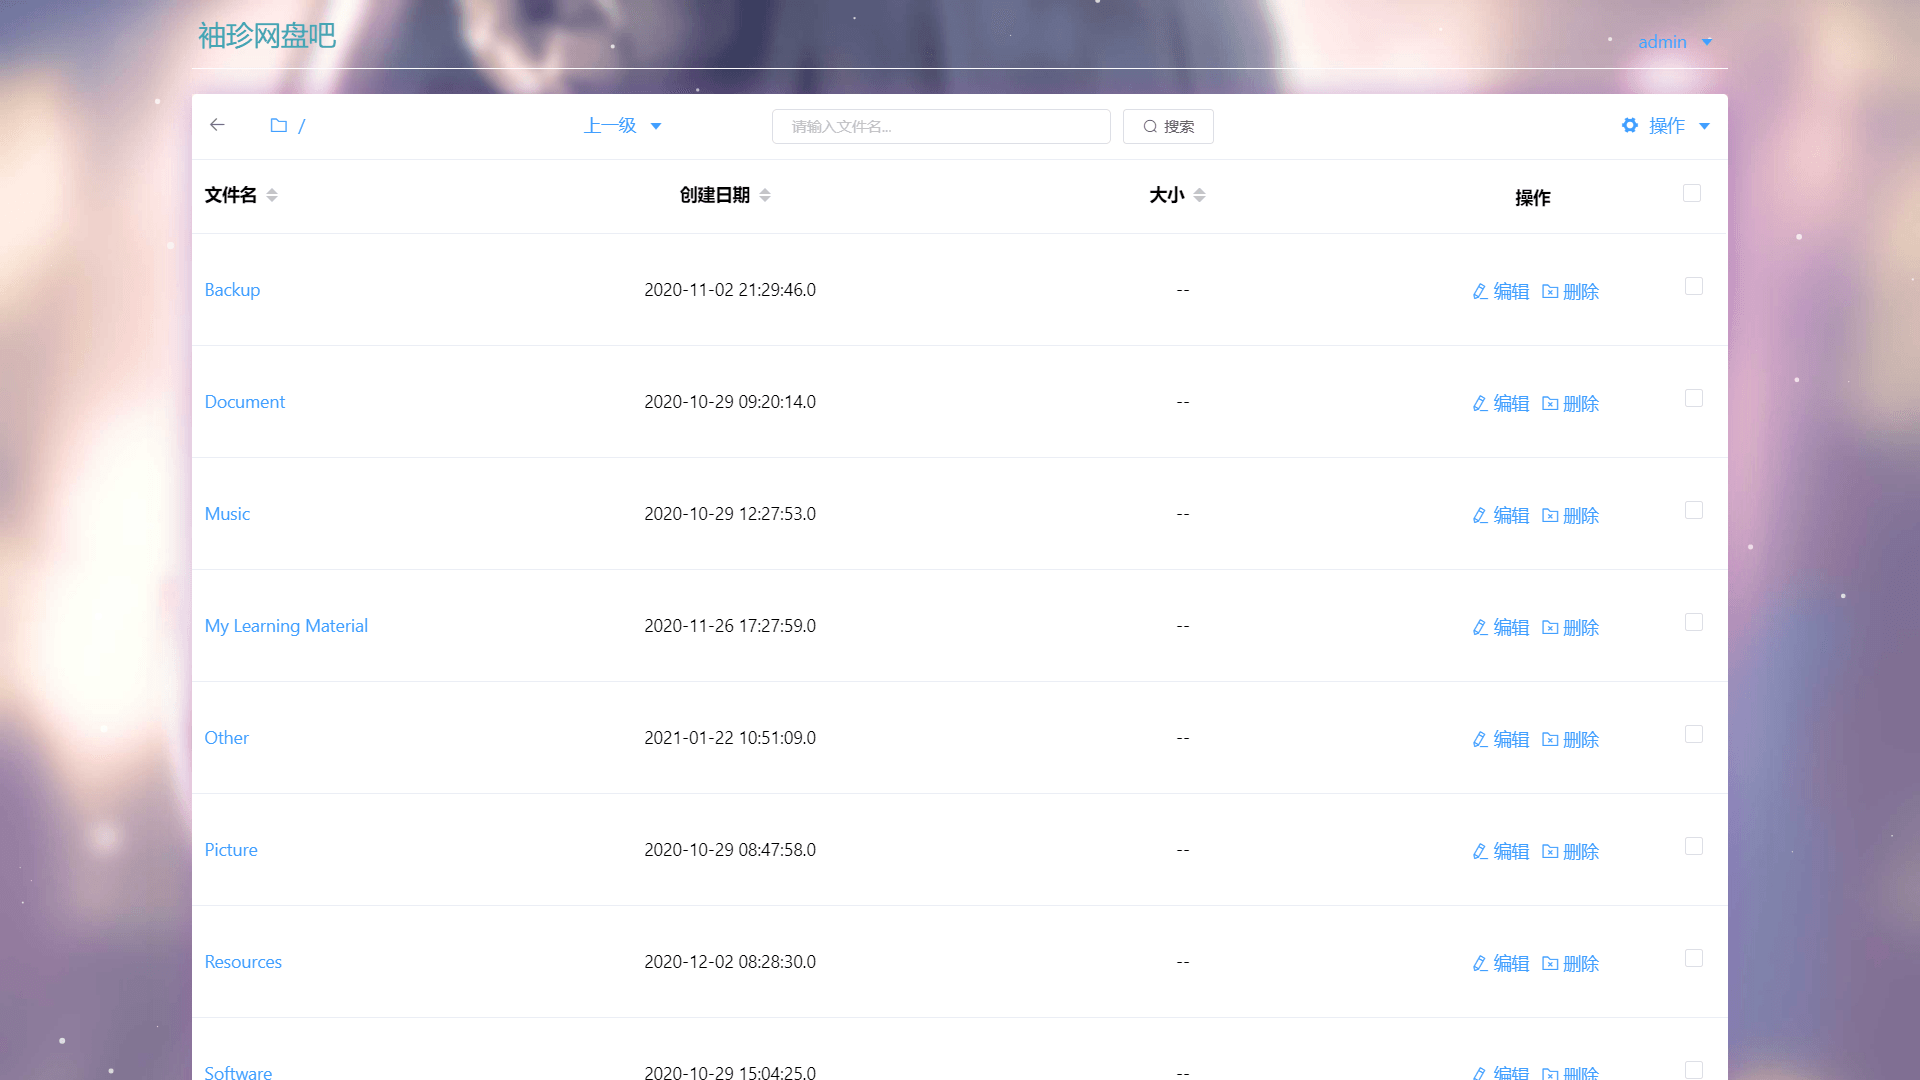 袖珍网盘吧
admin
/ 上一级 请输入文件名... 搜索 操作
文件名 创建日期 大小 操作
Backup 2020-11-02 21:29:46.0 -- 编辑 删除
Document 2020-10-29 09:20:14.0 -- 编辑 删除
Music 2020-10-29 12:27:53.0 -- 编辑 删除
My Learning Material 2020-11-26 17:27:59.0 -- 编辑 删除
Other 2021-01-22 10:51:09.0 -- 编辑 删除
Picture 2020-10-29 08:47:58.0 -- 编辑 删除
Resources 2020-12-02 08:28:30.0 -- 编辑 删除
Software 2020-10-29 15:04:25.0 -- 编辑 删除